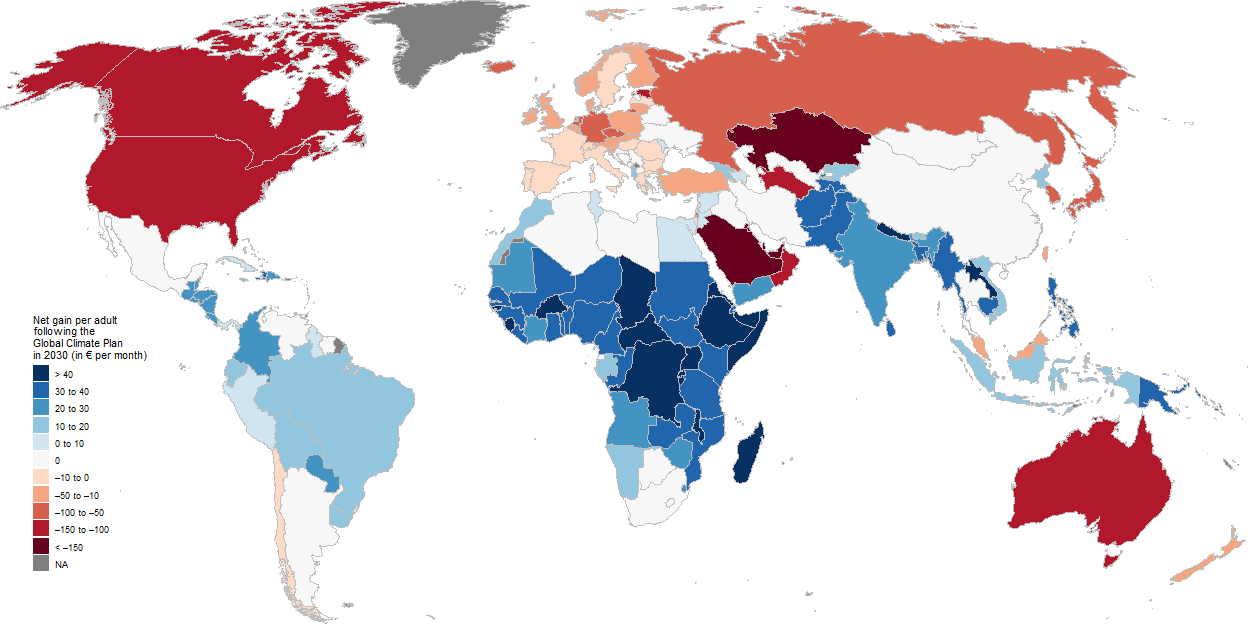 Net gain per adult
following the
Global Climate Plan
in 2030 (in € per month)
> 40
30 to 40
20 to 30
10 to 20
0 to 10
0
–10 to 0
–50 to –10
–100 to –50
–150 to –100
< –150
NA